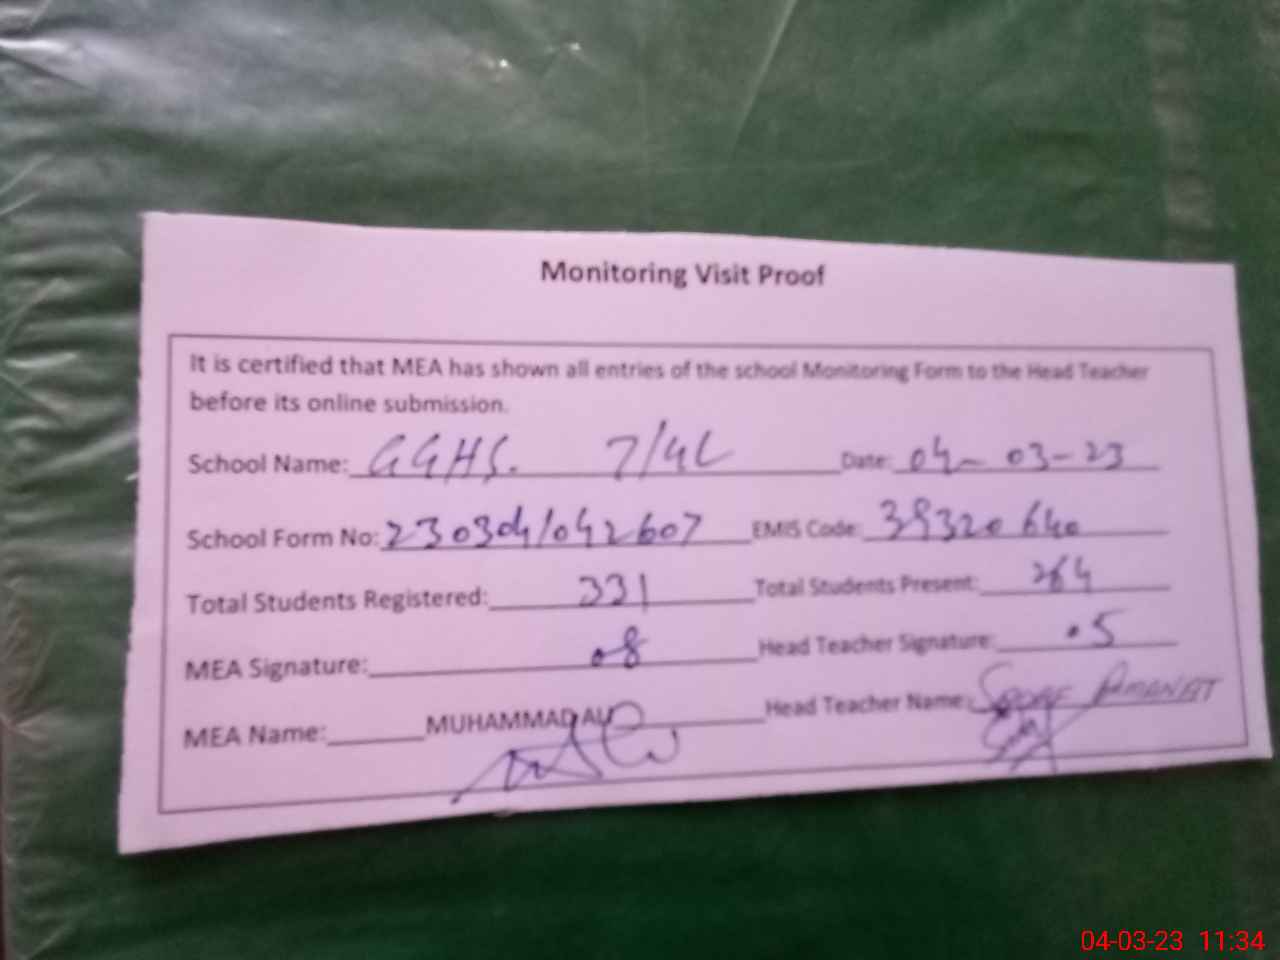 Monitoring Visit Proof
It is certified that MEA has shown all entries of the school Monitoring Form to the Head Teacher
before its online submission.
School Name: GGHS. 7/4L Date: 04-03-23
School Form No: 230304/042607 EMIS Code: 39320640
Total Students Registered: 331 Total Students Present: 264
MEA Signature: 08 Head Teacher Signature: 05
MEA Name: MUHAMMAD ALI Head Teacher Name:
04-03-23 11:34